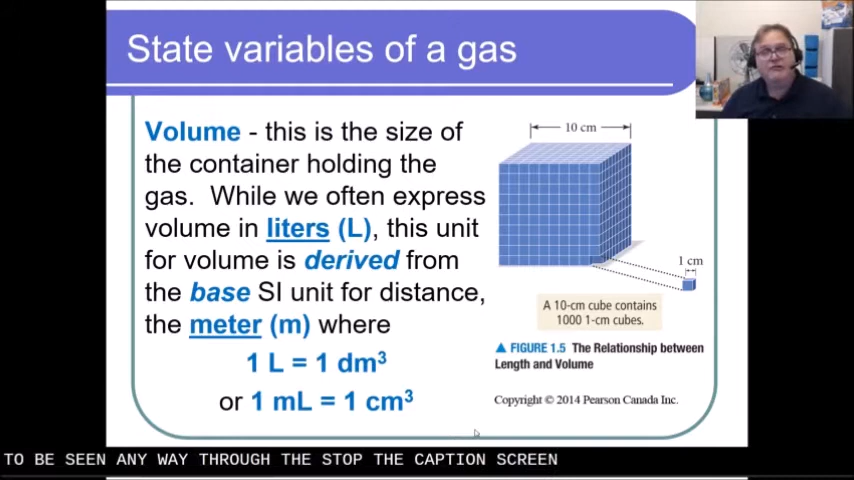 State variables of a gas
Volume - this is the size of
the container holding the
gas. While we often express
volume in liters (L), this unit
for volume is derived from
the base SI unit for distance,
the meter (m) where
1 L = 1 dm³
or 1 mL = 1 cm³
10 cm
1 cm
A 10-cm cube contains
1000 1-cm cubes.
▲ FIGURE 1.5 The Relationship between
Length and Volume
Copyright © 2014 Pearson Canada Inc.
TO BE SEEN ANY WAY THROUGH THE STOP THE CAPTION SCREEN